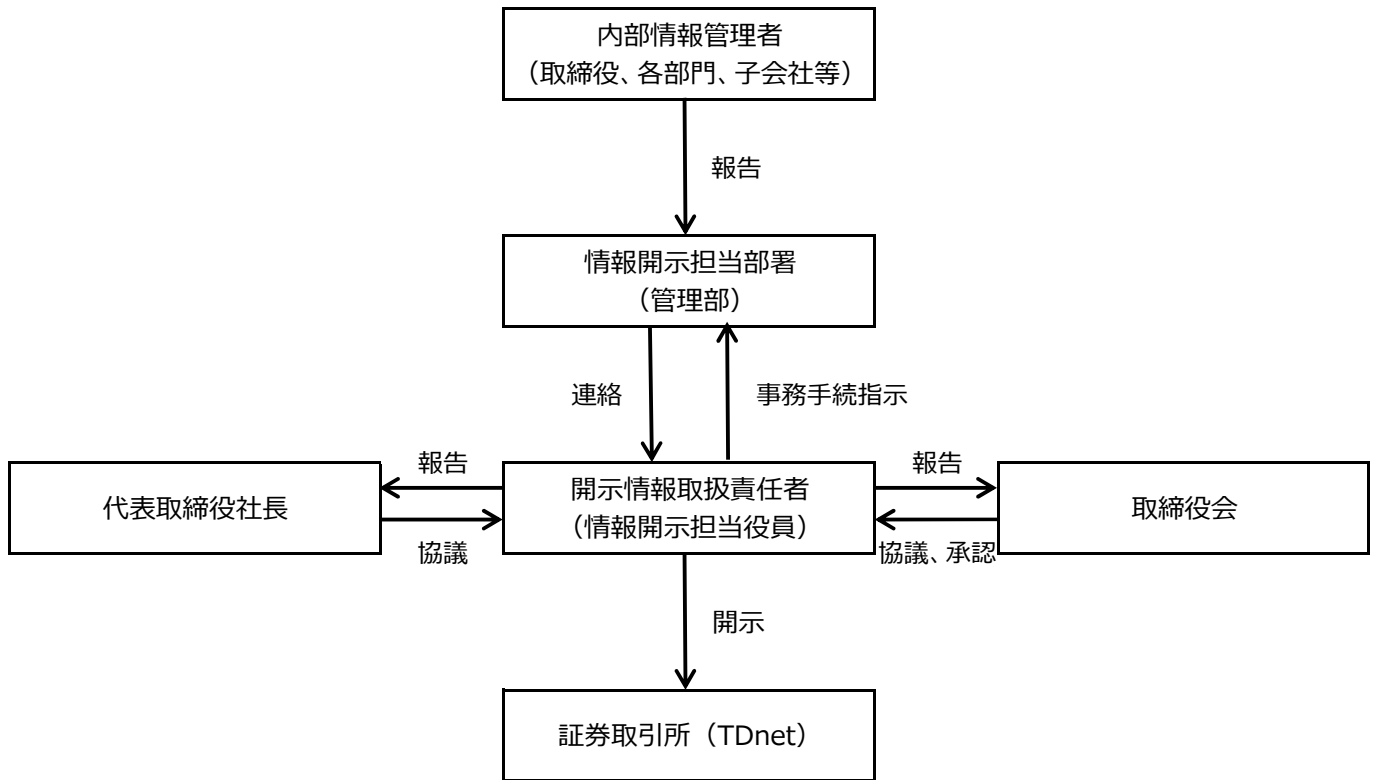 内部情報管理者
（取締役、各部門、子会社等）
報告
情報開示担当部署
（管理部）
連絡
事務手続指示
報告
報告
代表取締役社長
開示情報取扱責任者
（情報開示担当役員）
取締役会
協議
協議、承認
開示
証券取引所（TDnet）